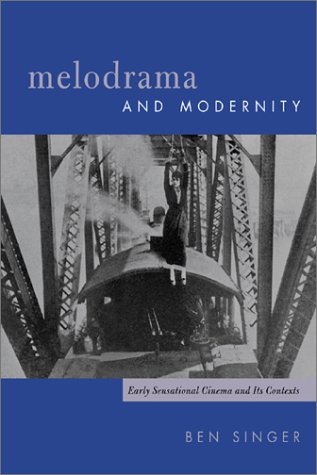 melodrama
AND MODERNITY
Early Sensational Cinema and Its Contexts
BEN SINGER